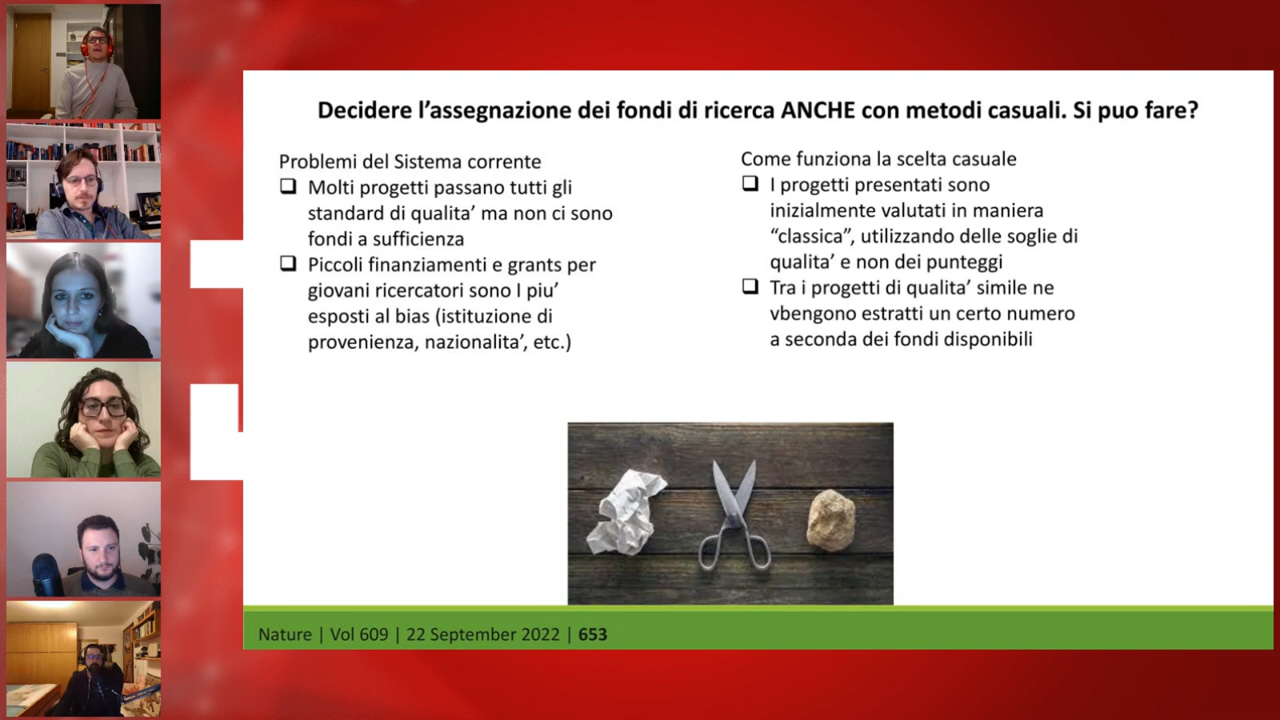 Decidere l’assegnazione dei fondi di ricerca ANCHE con metodi casuali. Si puo fare?
Problemi del Sistema corrente
Molti progetti passano tutti gli
standard di qualita’ ma non ci sono
fondi a sufficienza
Piccoli finanziamenti e grants per
giovani ricercatori sono I piu’
esposti al bias (istituzione di
provenienza, nazionalita’, etc.)
Come funziona la scelta casuale
I progetti presentati sono
inizialmente valutati in maniera
“classica”, utilizzando delle soglie di
qualita’ e non dei punteggi
Tra i progetti di qualita’ simile ne
vbengono estratti un certo numero
a seconda dei fondi disponibili
Nature | Vol 609 | 22 September 2022 | 653